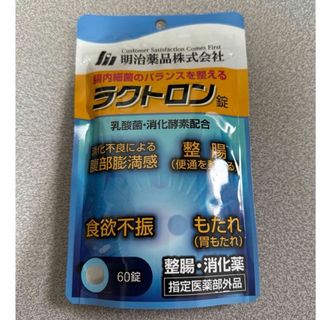 Customer Satisfaction Comes First
明治薬品株式会社
腸内細菌のバランスを整える
ラクトロン錠
乳酸菌・消化酵素配合
消化不良による
腹部膨満感
整腸
(便通を整える)
食欲不振
もたれ
(胃もたれ)
60錠
整腸・消化薬
指定医薬部外品